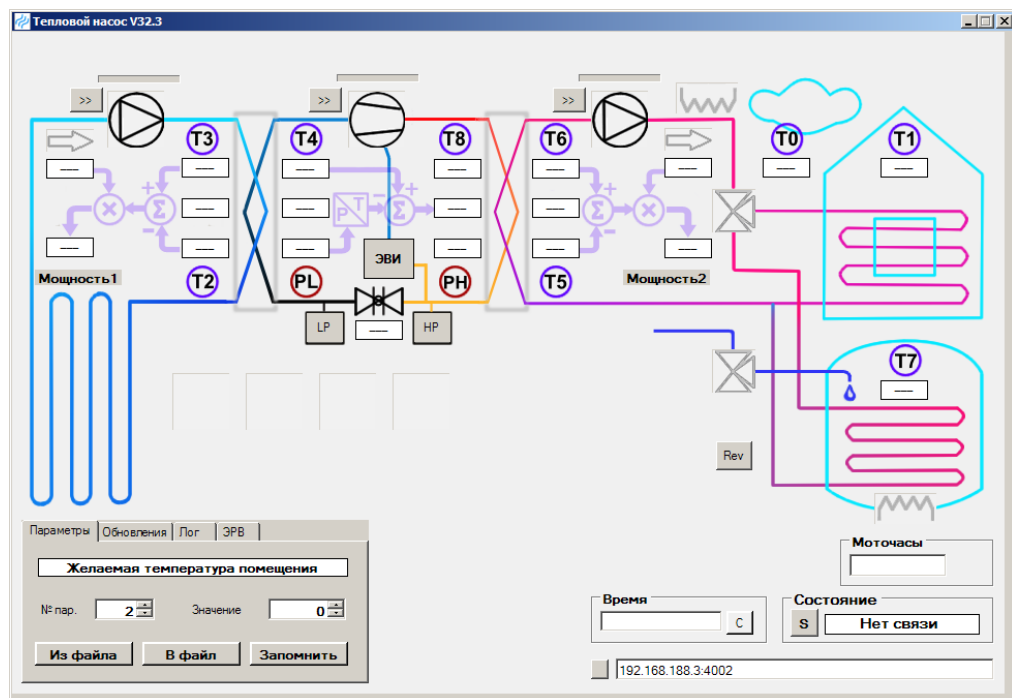 Тепловой насос V32.3
>> >> >>
T3 T4 T8 T6 T0 T1
--- --- --- --- --- --- --- ---
+ + +
--- --- --- ---
× Σ P T Σ Σ ×
− − −
--- --- --- --- --- ---
ЭВИ
Мощность1 Мощность2
T2 PL PH T5
LP --- HP
T7
---
Rev
Параметры Обновления Лог ЭРВ
Желаемая температура помещения
№ пар. 2 Значение 0
Из файла В файл Запомнить
Моточасы
Время Состояние
C S Нет связи
192.168.188.3:4002